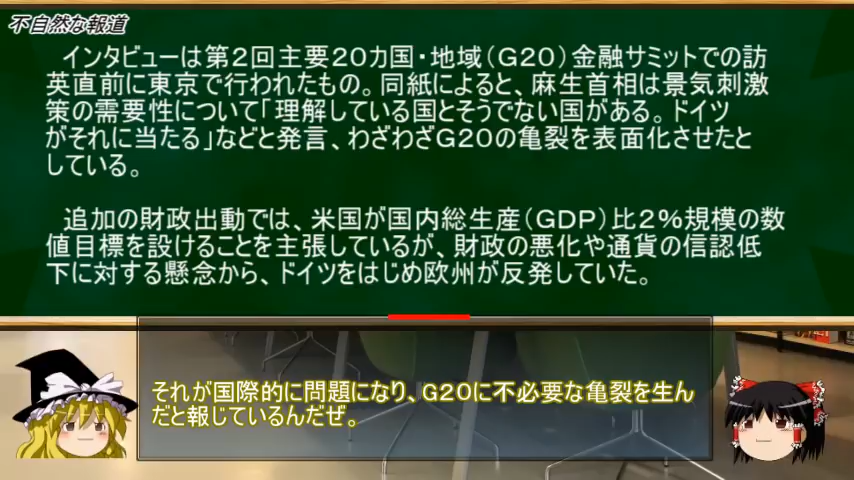 不自然な報道
インタビューは第２回主要２０カ国・地域（Ｇ２０）金融サミットでの訪
英直前に東京で行われたもの。同紙によると、麻生首相は景気刺激
策の需要性について「理解している国とそうでない国がある。ドイツ
がそれに当たる」などと発言、わざわざＧ２０の亀裂を表面化させたと
している。
追加の財政出動では、米国が国内総生産（ＧＤＰ）比２％規模の数
値目標を設けることを主張しているが、財政の悪化や通貨の信認低
下に対する懸念から、ドイツをはじめ欧州が反発していた。
それが国際的に問題になり、Ｇ２０に不必要な亀裂を生ん
だと報じているんだぜ。